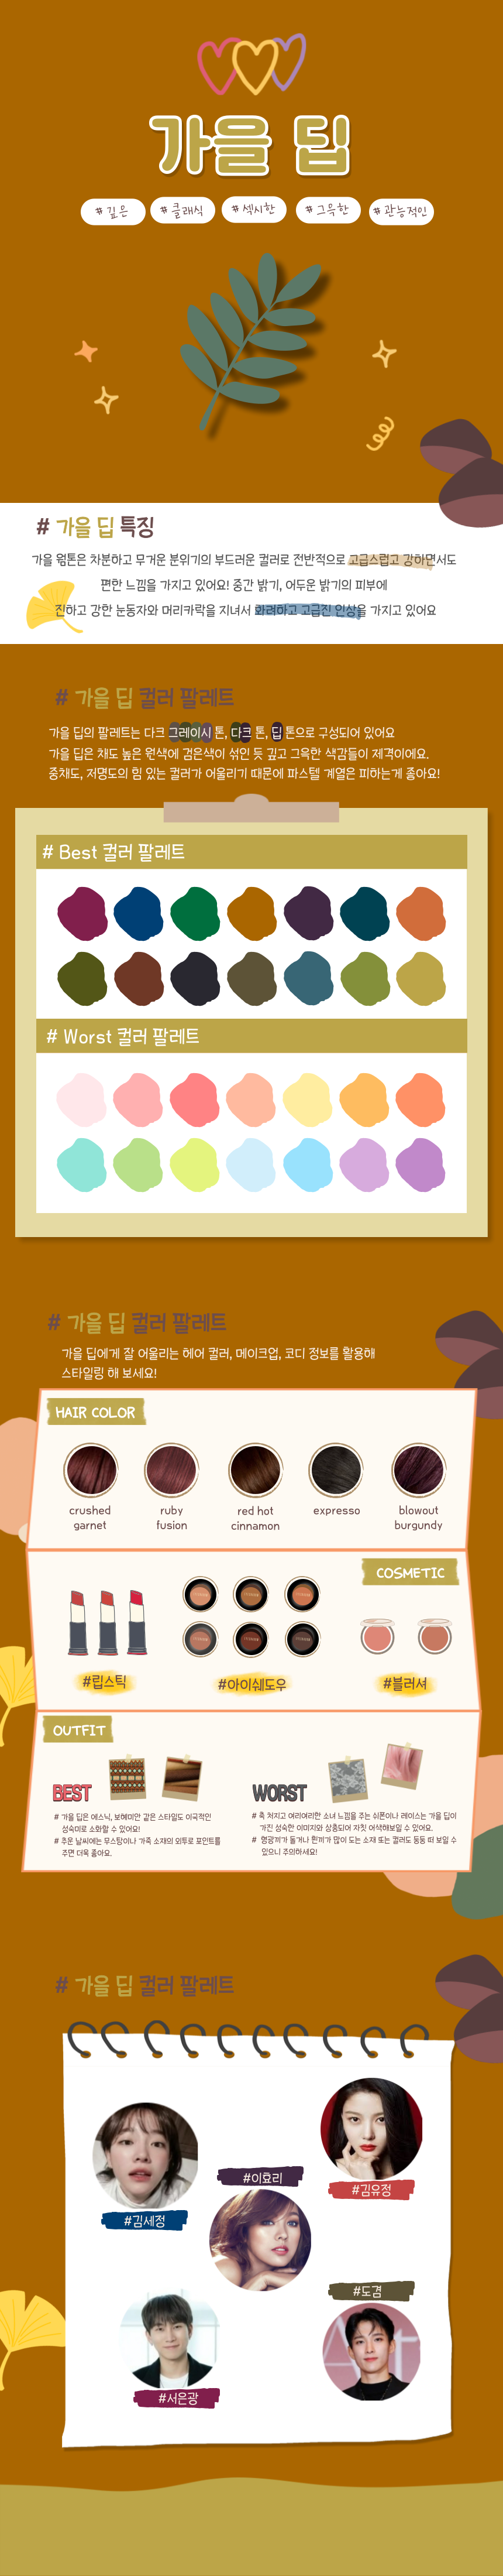 가을 딥
# 깊은 # 클래식 # 섹시한 # 그윽한 # 관능적인
# 가을 딥 특징
가을 웜톤은 차분하고 무거운 분위기의 부드러운 컬러로 전반적으로 고급스럽고 강하면서도
편한 느낌을 가지고 있어요! 중간 밝기, 어두운 밝기의 피부에
진하고 강한 눈동자와 머리카락을 지녀서 화려하고 고급진 인상을 가지고 있어요
# 가을 딥 컬러 팔레트
가을 딥의 팔레트는 다크 그레이시 톤, 다크 톤, 딥 톤으로 구성되어 있어요
가을 딥은 채도 높은 원색에 검은색이 섞인 듯 깊고 그윽한 색감들이 제격이에요.
중채도, 저명도의 힘 있는 컬러가 어울리기 때문에 파스텔 계열은 피하는게 좋아요!
# Best 컬러 팔레트
# Worst 컬러 팔레트
# 가을 딥 컬러 팔레트
가을 딥에게 잘 어울리는 헤어 컬러, 메이크업, 코디 정보를 활용해
스타일링 해 보세요!
HAIR COLOR
crushed garnet
ruby fusion
red hot cinnamon
expresso
blowout burgundy
COSMETIC
#립스틱
#아이쉐도우
#블러셔
OUTFIT
BEST
# 가을 딥은 에스닉, 보헤미안 같은 스타일도 이국적인
성숙미로 소화할 수 있어요!
# 추운 날씨에는 무스탕이나 가죽 소재의 외투로 포인트를
주면 더욱 좋아요.
WORST
# 축 처지고 여리여리한 소녀 느낌을 주는 쉬폰이나 레이스는 가을 딥이
가진 성숙한 이미지와 상충되어 자칫 어색해보일 수 있어요.
# 형광끼가 돌거나 흰끼가 많이 도는 소재 또는 컬러도 동동 떠 보일 수
있으니 주의하세요!
# 가을 딥 컬러 팔레트
#김유정
#이효리
#김세정
#도겸
#서은광